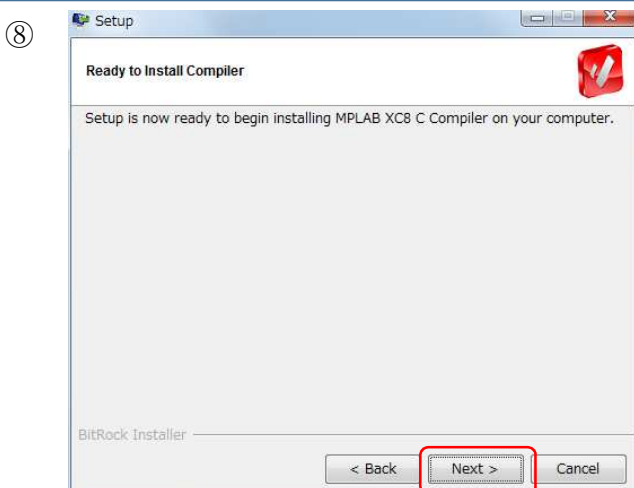 ⑧
Setup
Ready to Install Compiler
Setup is now ready to begin installing MPLAB XC8 C Compiler on your computer.
BitRock Installer
< Back Next > Cancel